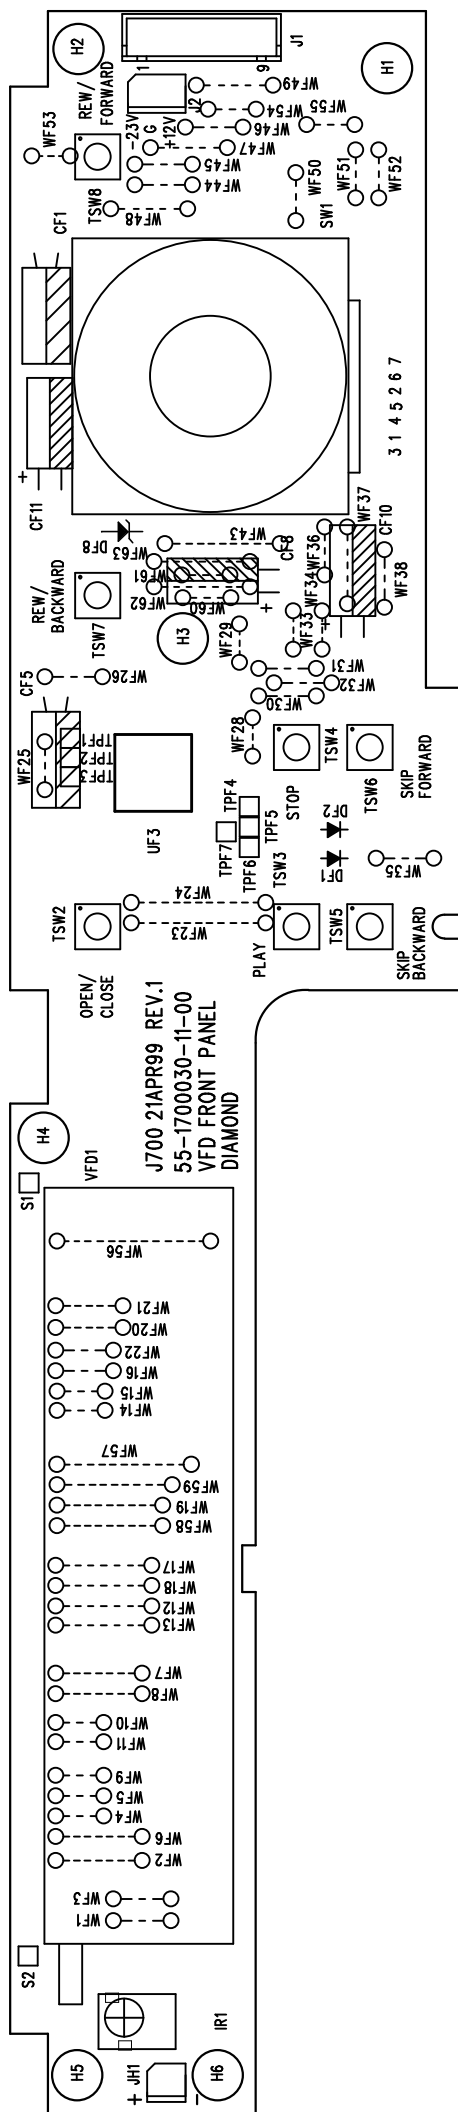 H2
J1
1
9
H1
WF49
J2
WF54
WF55
REW/
FORWARD
-23V
G
+12V
WF46
WF53
WF47
WF51
WF52
WF45
WF50
WF44
TSW8
WF48
SW1
CF1
3 1 4 5 2 6 7
+
CF11
DF8
WF63
WF43
CF8
WF36
WF37
CF10
WF61
WF62
WF60
+
WF34
WF38
REW/
BACKWARD
TSW7
H3
WF29
WF33
+
CF5
WF26
WF31
WF32
WF30
WF25
TPF1
TPF2
TPF3
WF28
TSW4
STOP
TSW6
SKIP
FORWARD
UF3
TPF4
TPF5
TPF7
TPF6
DF2
DF1
WF35
TSW2
WF24
WF23
TSW3
PLAY
TSW5
OPEN/
CLOSE
SKIP
BACKWARD
J700 21APR99 REV.1
55-1700030-11-00
VFD FRONT PANEL
DIAMOND
H4
S1
VFD1
WF56
WF21
WF20
WF22
WF16
WF15
WF14
WF57
WF59
WF19
WF58
WF17
WF18
WF12
WF13
WF7
WF8
WF10
WF11
WF9
WF5
WF4
WF6
WF2
WF3
WF1
S2
IR1
H5
JH1
+
-
H6